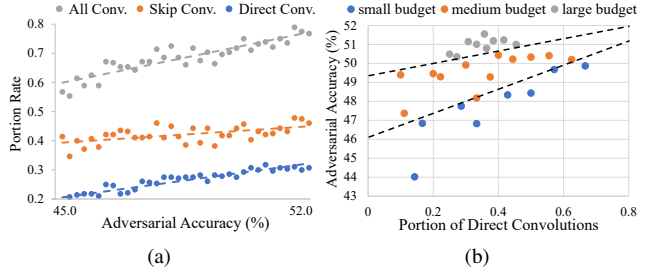 All Conv. Skip Conv. Direct Conv.
Portion Rate
0.8
0.7
0.6
0.5
0.4
0.3
0.2
45.0 Adversarial Accuracy (%) 52.0
(a)
small budget medium budget large budget
Adversarial Accuracy (%)
52
51
50
49
48
47
46
45
44
43
0 0.2 0.4 0.6 0.8
Portion of Direct Convolutions
(b)